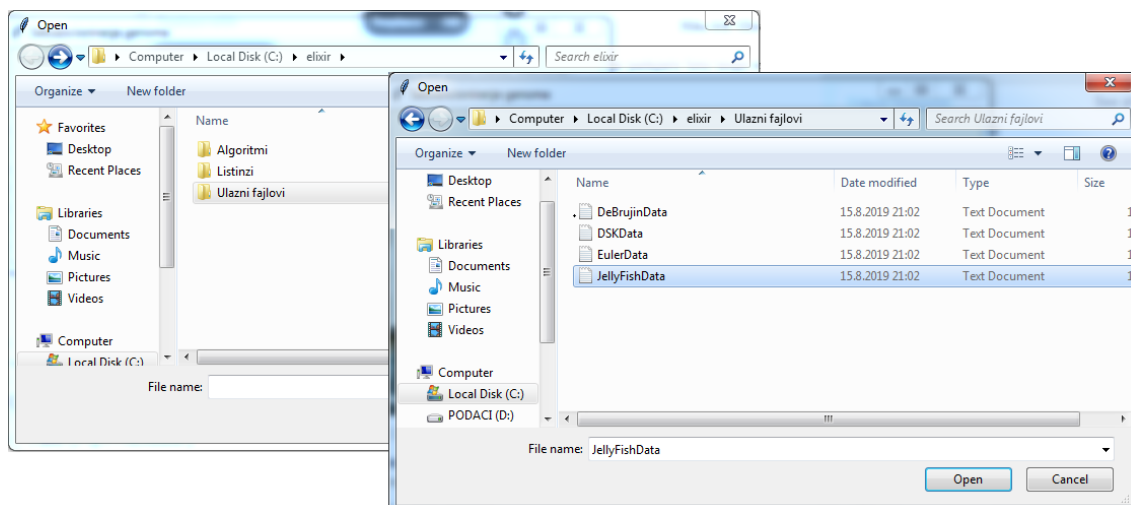 Open
Computer ▸ Local Disk (C:) ▸ elixir ▸
Search elixir
Organize ▾ New folder
Favorites
Desktop
Recent Places
Libraries
Documents
Music
Pictures
Videos
Computer
Local Disk (C:)
Name
Algoritmi
Listinzi
Ulazni fajlovi
File name:
Open
Computer ▸ Local Disk (C:) ▸ elixir ▸ Ulazni fajlovi
Search Ulazni fajlovi
Organize ▾ New folder
Desktop
Recent Places
Libraries
Documents
Music
Pictures
Videos
Computer
Local Disk (C:)
PODACI (D:)
Name Date modified Type Size
DeBrujinData 15.8.2019 21:02 Text Document 1
DSKData 15.8.2019 21:02 Text Document 1
EulerData 15.8.2019 21:02 Text Document 1
JellyFishData 15.8.2019 21:02 Text Document 1
File name: JellyFishData
Open Cancel